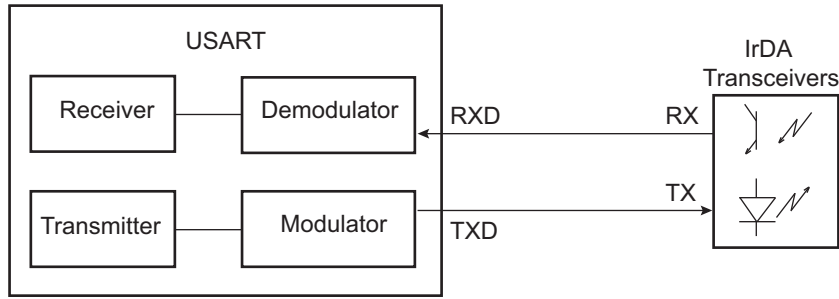 USART
IrDA
Transceivers
Receiver
Demodulator
RXD
RX
Transmitter
Modulator
TXD
TX